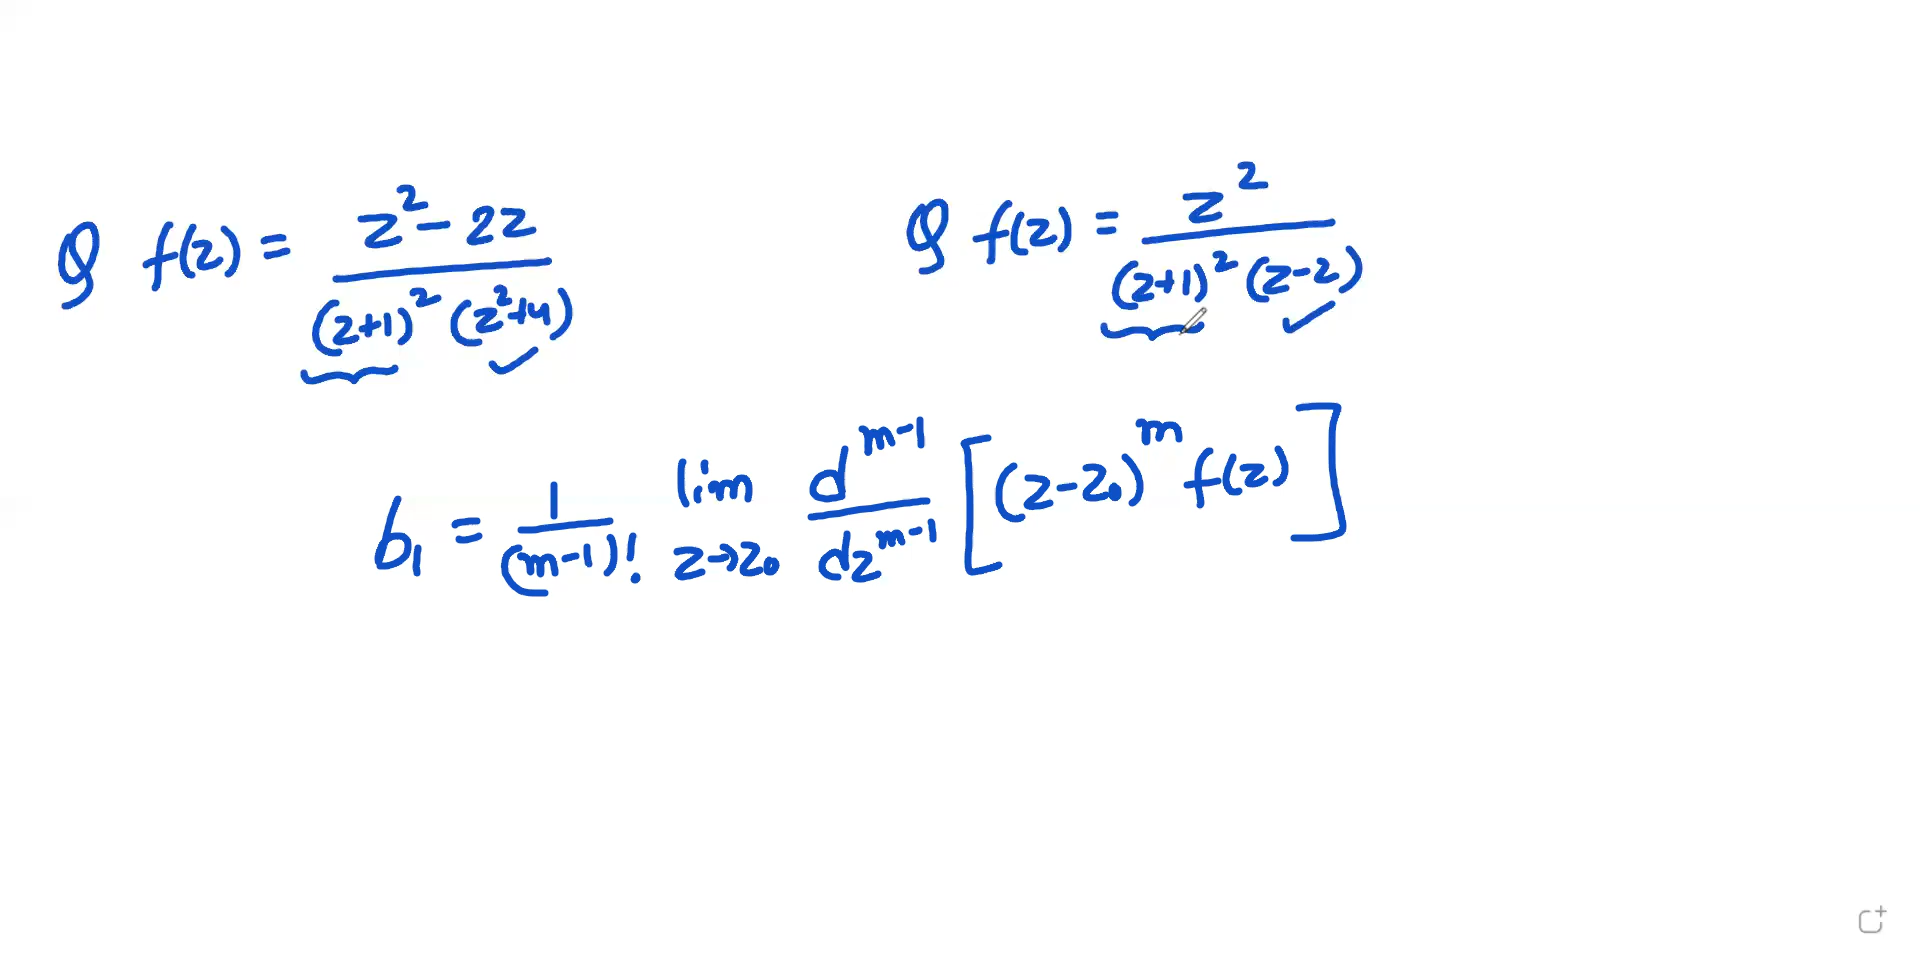 Q f(z) = z² - 2z / (z+1)² (z²+4)
Q f(z) = z² / (z+1)² (z-2)
b₁ = 1/(m-1)! lim z→z₀ d^(m-1)/dz^(m-1) [(z-z₀)^m f(z)]